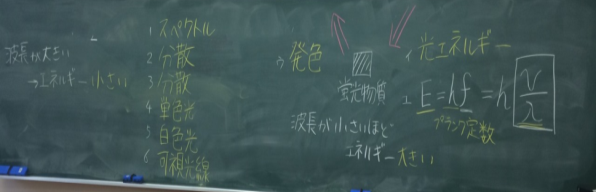 波長が大きい
→エネルギー小さい
1 スペクトル
2 分散
3 分散
4 単色光
5 白色光
6 可視光線
ウ 発色
蛍光物質
波長が小さいほど
エネルギー大きい
イ 光エネルギー
エ E=hf=h v/λ
プランク定数